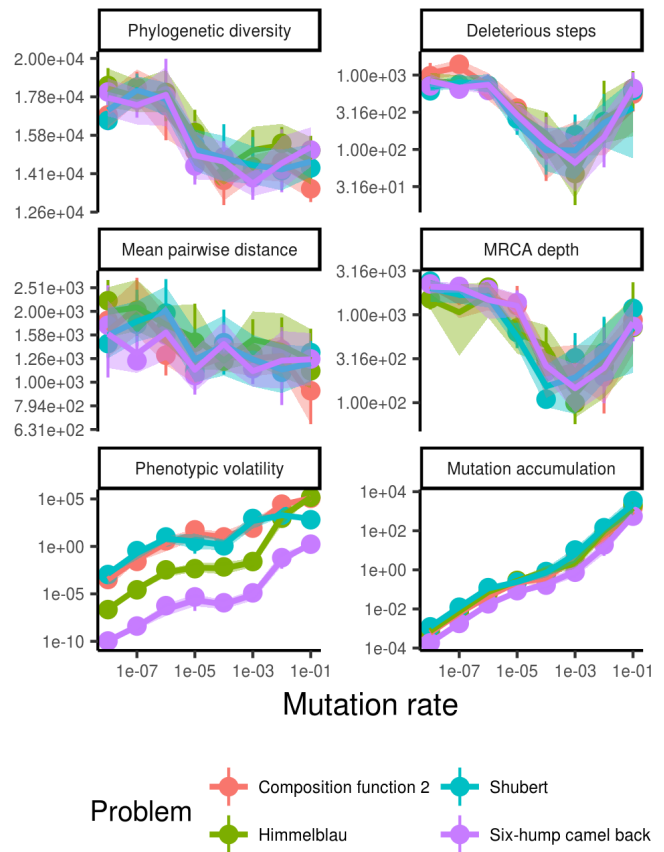 Phylogenetic diversity
Deleterious steps
2.00e+04
1.78e+04
1.58e+04
1.41e+04
1.26e+04
1.00e+03
3.16e+02
1.00e+02
3.16e+01
Mean pairwise distance
MRCA depth
2.51e+03
2.00e+03
1.58e+03
1.26e+03
1.00e+03
7.94e+02
6.31e+02
3.16e+03
1.00e+03
3.16e+02
1.00e+02
Phenotypic volatility
Mutation accumulation
1e+05
1e+00
1e-05
1e-10
1e+04
1e+02
1e+00
1e-02
1e-04
1e-07 1e-05 1e-03 1e-01
1e-07 1e-05 1e-03 1e-01
Mutation rate
Problem
Composition function 2
Shubert
Himmelblau
Six-hump camel back